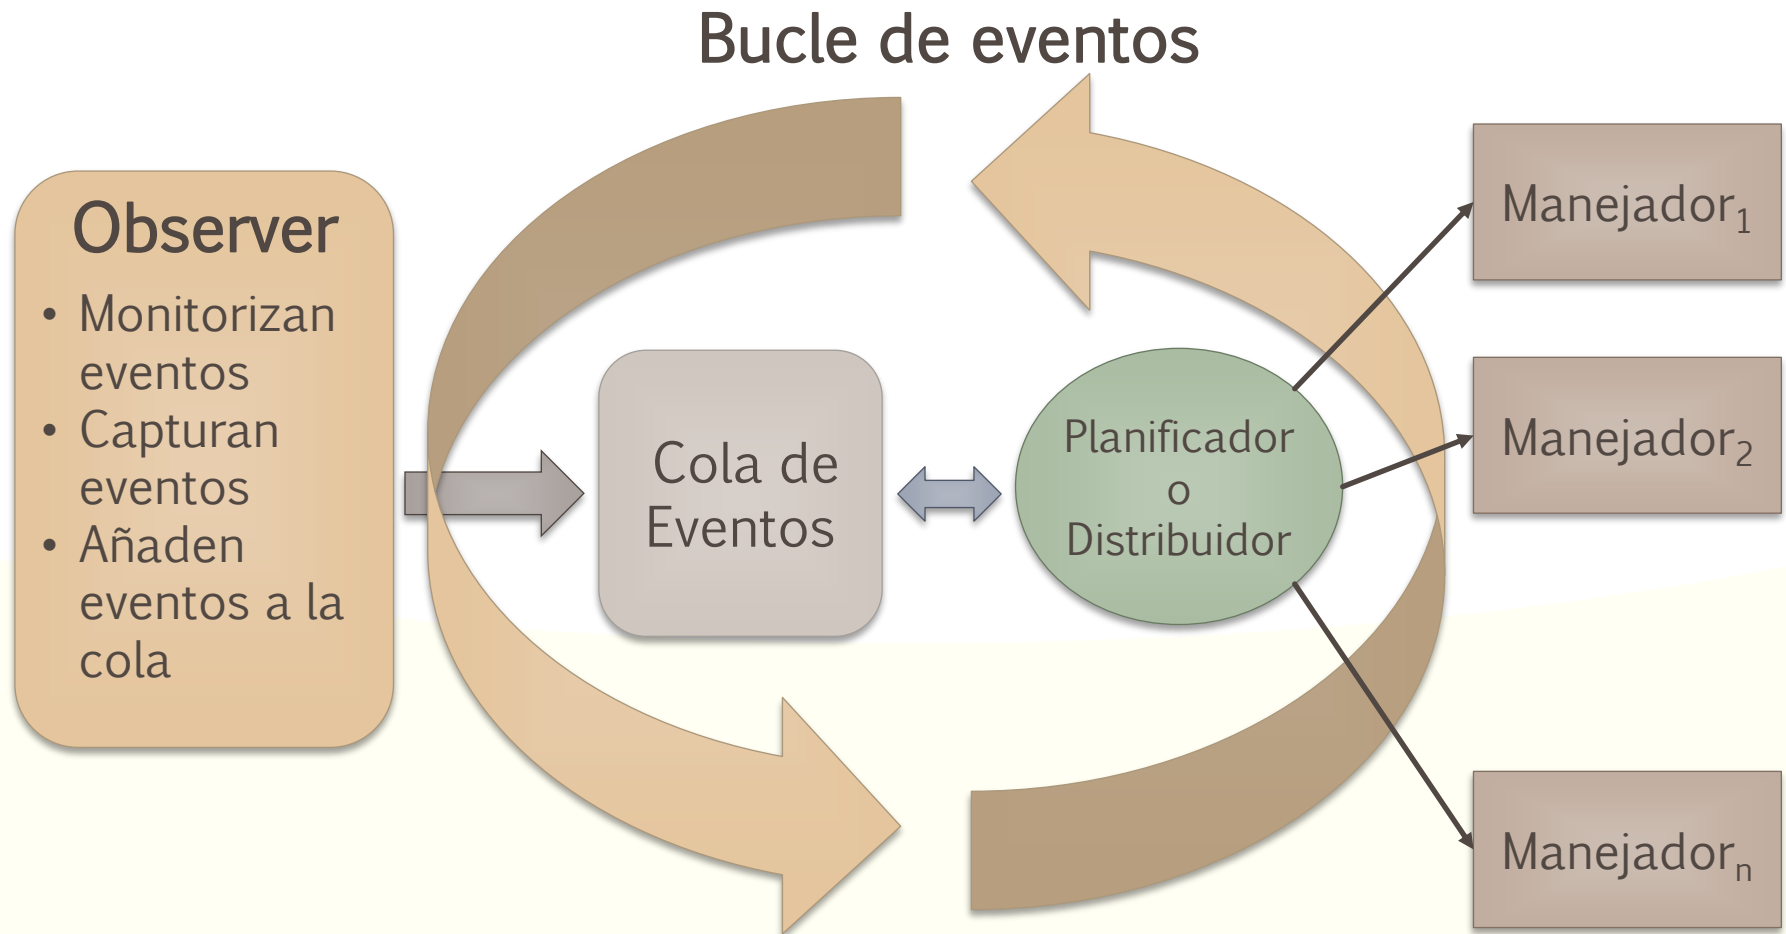 Bucle de eventos
Observer
• Monitorizan
eventos
• Capturan
eventos
• Añaden
eventos a la
cola
Cola de
Eventos
Planificador
o
Distribuidor
Manejador₁
Manejador₂
Manejadorₙ